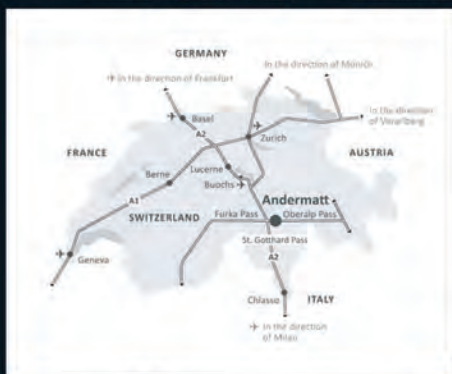 GERMANY
In the direction of Munich
In the direction of Frankfurt
In the direction
of Vorarlberg
Basel
A2
Zurich
FRANCE
AUSTRIA
Lucerne
Berne
Buochs
Andermatt
A1
SWITZERLAND
Furka Pass
Oberalp Pass
St. Gotthard Pass
A2
Geneva
Chiasso
ITALY
In the direction
of Milan